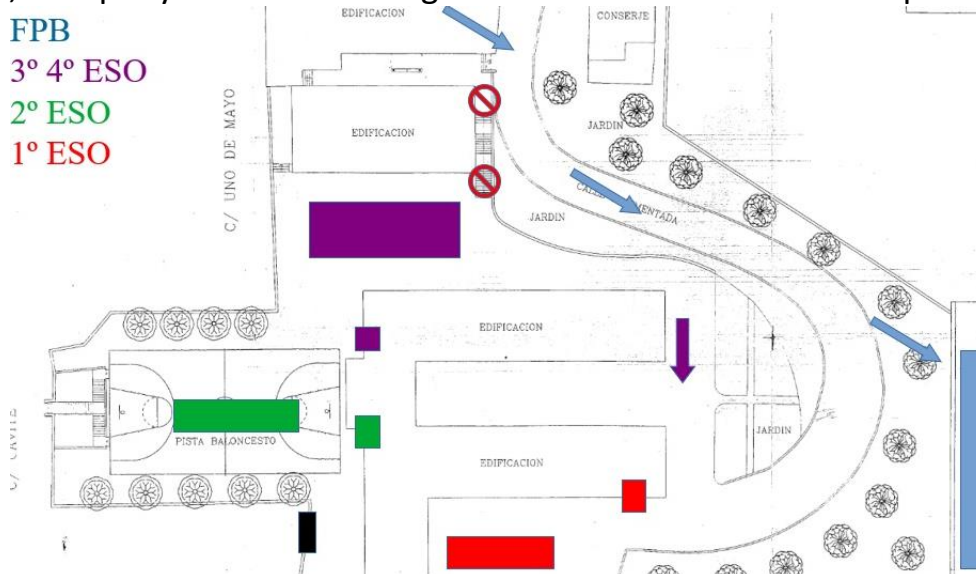 FPB
3º 4º ESO
2º ESO
1º ESO
EDIFICACION
CONSERJE
C/ UNO DE MAYO
EDIFICACION
JARDIN
JARDIN
EDIFICACION
PISTA BALONCESTO
JARDIN
EDIFICACION